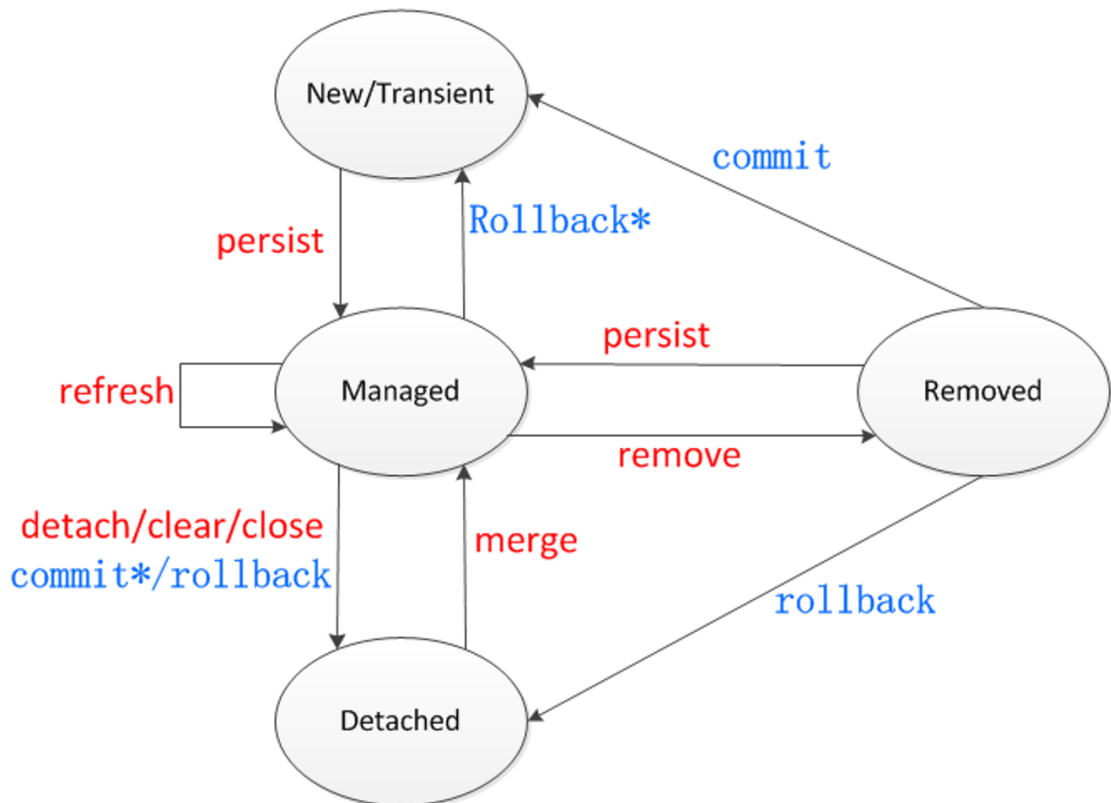 New/Transient
commit
Rollback*
persist
persist
refresh
Managed
Removed
remove
detach/clear/close
merge
commit*/rollback
rollback
Detached